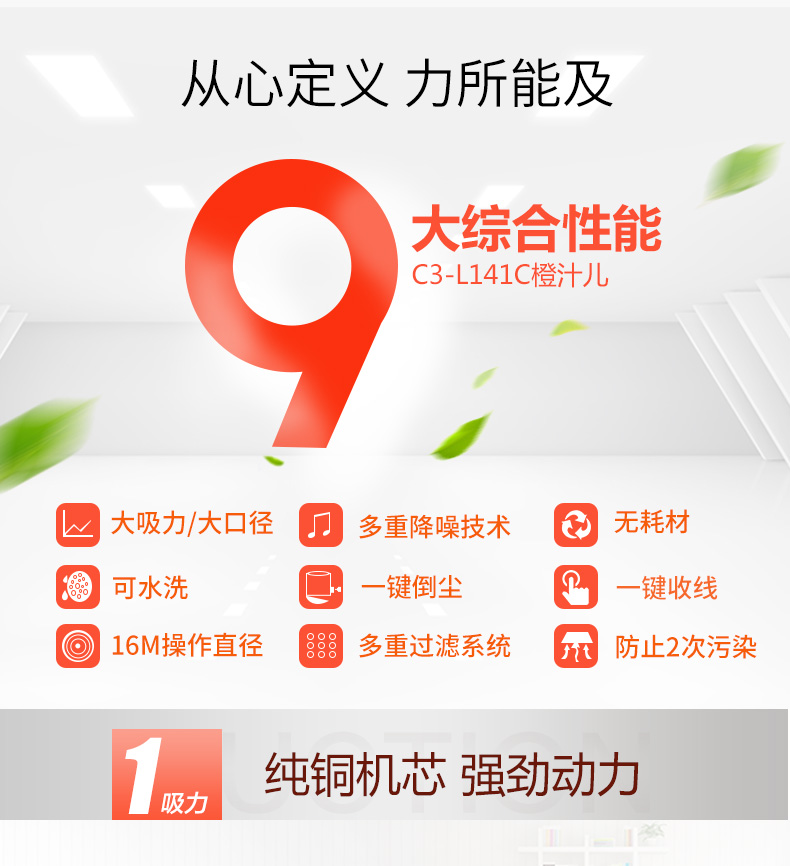 从心定义 力所能及
9
大综合性能
C3-L141C橙汁儿
大吸力/大口径
多重降噪技术
无耗材
可水洗
一键倒尘
一键收线
16M操作直径
多重过滤系统
防止2次污染
UCTION
1
吸力
纯铜机芯 强劲动力